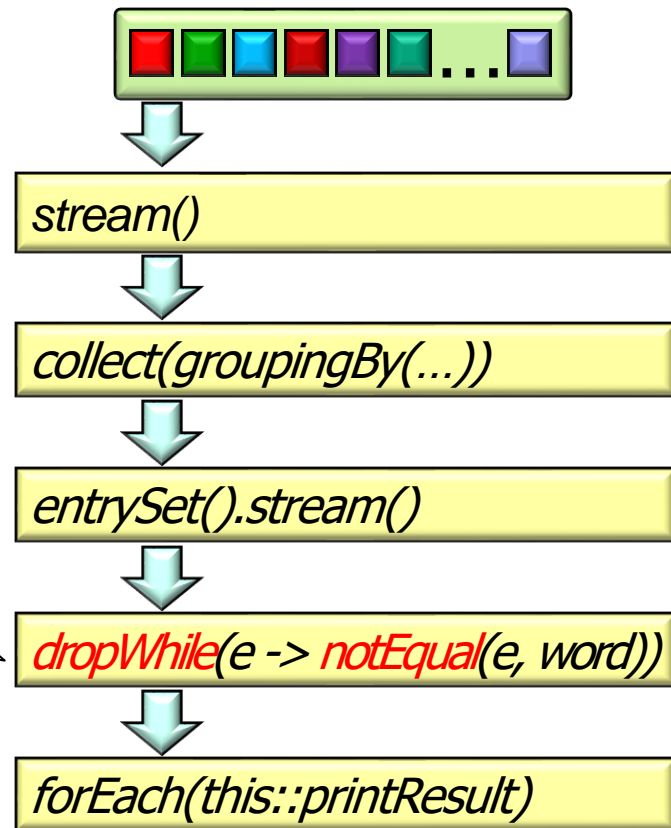 ...
stream()
collect(groupingBy(...))
entrySet().stream()
dropWhile(e -> notEqual(e, word))
forEach(this::printResult)